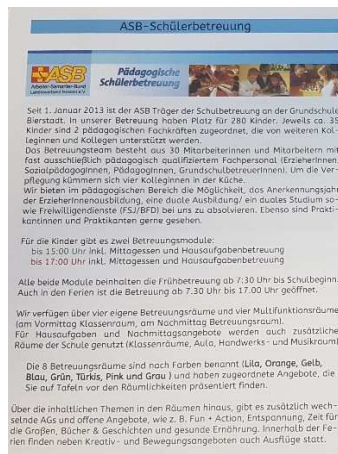 ASB-Schülerbetreuung
ASB
Arbeiter-Samariter-Bund
Landesverband Hessen e.V.
Pädagogische
Schülerbetreuung
Seit 1. Januar 2013 ist der ASB Träger der Schulbetreuung an der Grundschule
Bierstadt. In unserer Betreuung haben Platz für 280 Kinder. Jeweils ca. 35
Kinder sind 2 pädagogischen Fachkräften zugeordnet, die von weiteren Kol-
leginnen und Kollegen unterstützt werden.
Das Betreuungsteam besteht aus 30 Mitarbeiterinnen und Mitarbeitern mit
fast ausschließlich pädagogisch qualifiziertem Fachpersonal (ErzieherInnen
SozialpädagogInnen, PädagogInnen, GrundschulbetreuerInnen). Um die Ver-
pflegung kümmern sich vier Kolleginnen in der Küche.
Wir bieten im pädagogischen Bereich die Möglichkeit, das Anerkennungsjahr
der ErzieherInnenausbildung, eine duale Ausbildung/ ein duales Studium so-
wie Freiwilligendienste (FSJ/BFD) bei uns zu absolvieren. Ebenso sind Prakti-
kantinnen und Praktikanten gerne gesehen.
Für die Kinder gibt es zwei Betreuungsmodule:
bis 15:00 Uhr inkl. Mittagessen und Hausaufgabenbetreuung
bis 17:00 Uhr inkl. Mittagessen und Hausaufgabenbetreuung
Alle beide Module beinhalten die Frühbetreuung ab 7:30 Uhr bis Schulbeginn.
Auch in den Ferien ist die Betreuung ab 7.30 Uhr bis 17.00 Uhr geöffnet.
Wir verfügen über vier eigene Betreuungsräume und vier Multifunktionsräume
(am Vormittag Klassenraum, am Nachmittag Betreuungsraum).
Für Hausaufgaben und Nachmittagsangebote werden auch zusätzliche
Räume der Schule genutzt (Klassenräume, Aula, Handwerks- und Musikraum)
Die 8 Betreuungsräume sind nach Farben benannt (Lila, Orange, Gelb,
Blau, Grün, Türkis, Pink und Grau ) und haben zugeordnete Angebote, die
Sie auf Tafeln vor den Räumlichkeiten präsentiert finden.
Über die inhaltlichen Themen in den Räumen hinaus, gibt es zusätzlich wech-
selnde AGs und offene Angebote, wie z. B. Fun + Action, Entspannung, Zeit für
die Großen, Bücher & Geschichten und gesunde Ernährung. Innerhalb der Fe-
rien finden neben Kreativ- und Bewegungsangeboten auch Ausflüge statt.